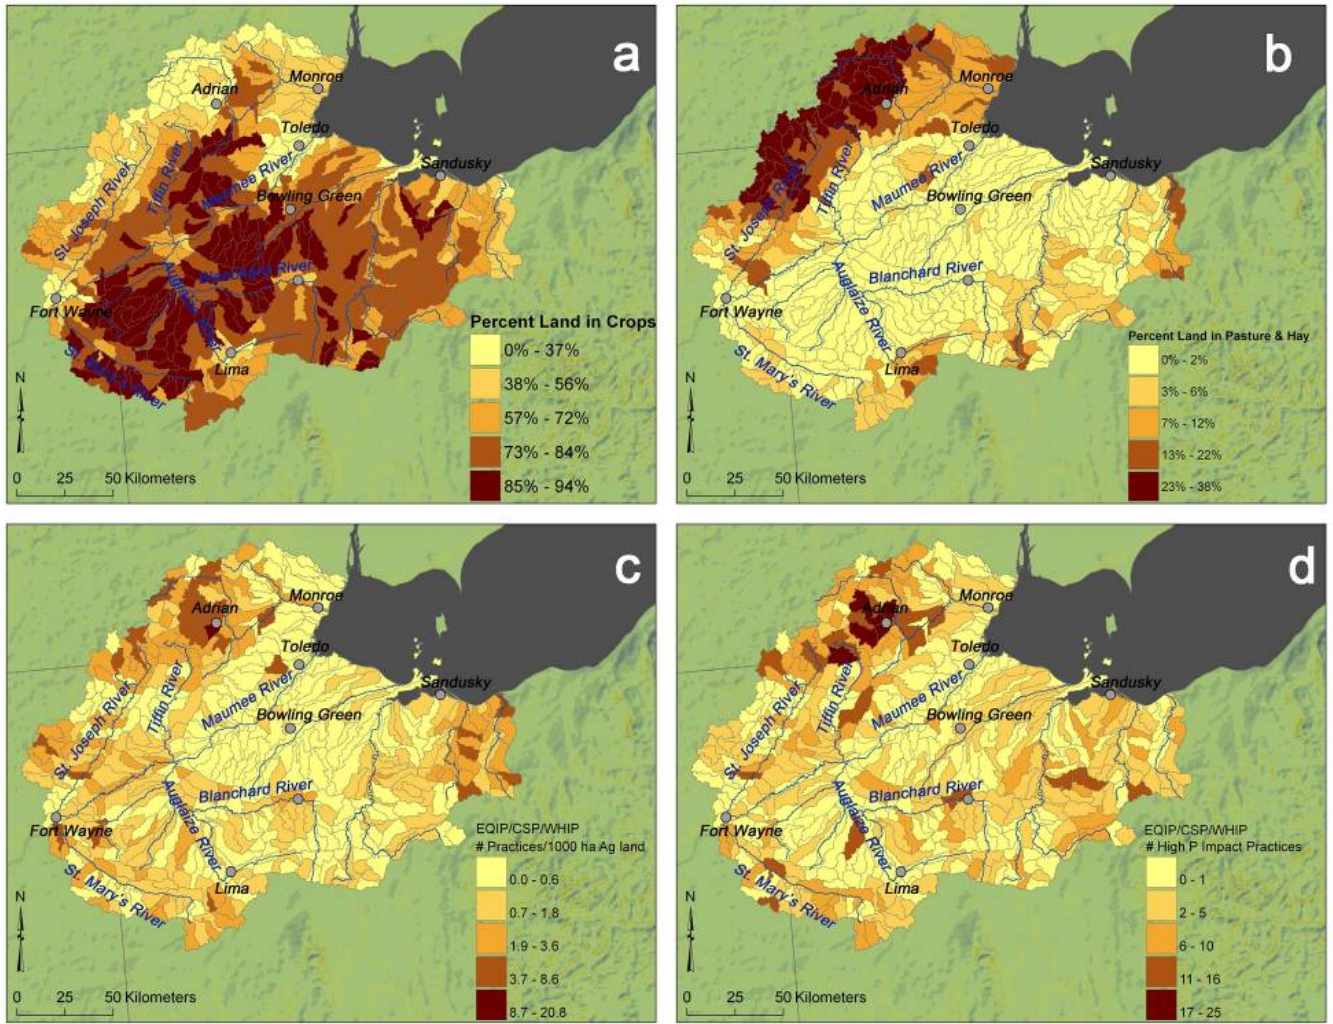 a
Monroe
Adrian
Toledo
Sandusky
St. Joseph River
Tiffin River
Maumee River
Bowling Green
Blanchard River
Auglaize River
Fort Wayne
St. Mary's River
Lima
Percent Land in Crops
0% - 37%
38% - 56%
57% - 72%
73% - 84%
85% - 94%
N
0 25 50 Kilometers
b
Monroe
Adrian
Toledo
Sandusky
St. Joseph River
Tiffin River
Maumee River
Bowling Green
Blanchard River
Auglaize River
Fort Wayne
St. Mary's River
Lima
Percent Land in Pasture & Hay
0% - 2%
3% - 6%
7% - 12%
13% - 22%
23% - 38%
N
0 25 50 Kilometers
c
Monroe
Adrian
Toledo
Sandusky
St. Joseph River
Tiffin River
Maumee River
Bowling Green
Blanchard River
Auglaize River
Fort Wayne
St. Mary's River
Lima
EQIP/CSP/WHIP
# Practices/1000 ha Ag land
0.0 - 0.6
0.7 - 1.8
1.9 - 3.6
3.7 - 8.6
8.7 - 20.8
N
0 25 50 Kilometers
d
Monroe
Adrian
Toledo
Sandusky
St. Joseph River
Tiffin River
Maumee River
Bowling Green
Blanchard River
Auglaize River
Fort Wayne
St. Mary's River
Lima
EQIP/CSP/WHIP
# High P Impact Practices
0 - 1
2 - 5
6 - 10
11 - 16
17 - 25
N
0 25 50 Kilometers